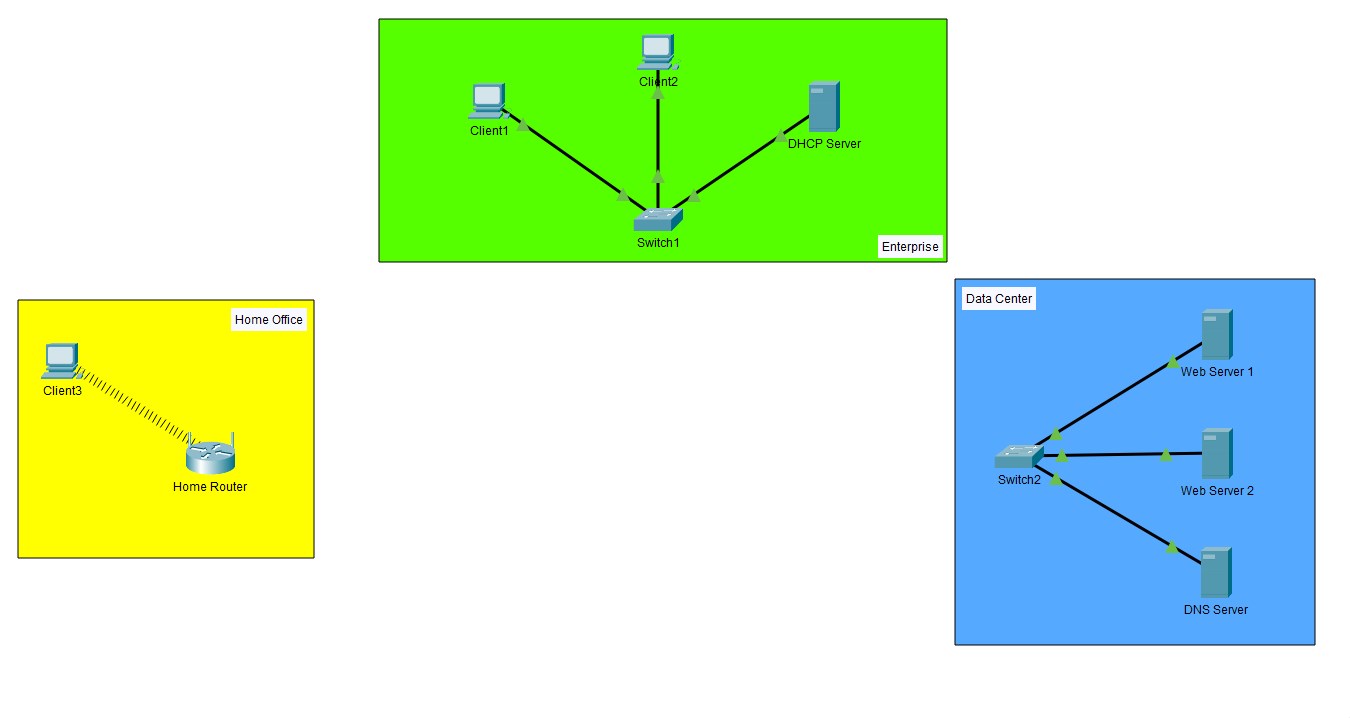 Client2
Client1
DHCP Server
Switch1
Enterprise
Home Office
Client3
Home Router
Data Center
Web Server 1
Switch2
Web Server 2
DNS Server